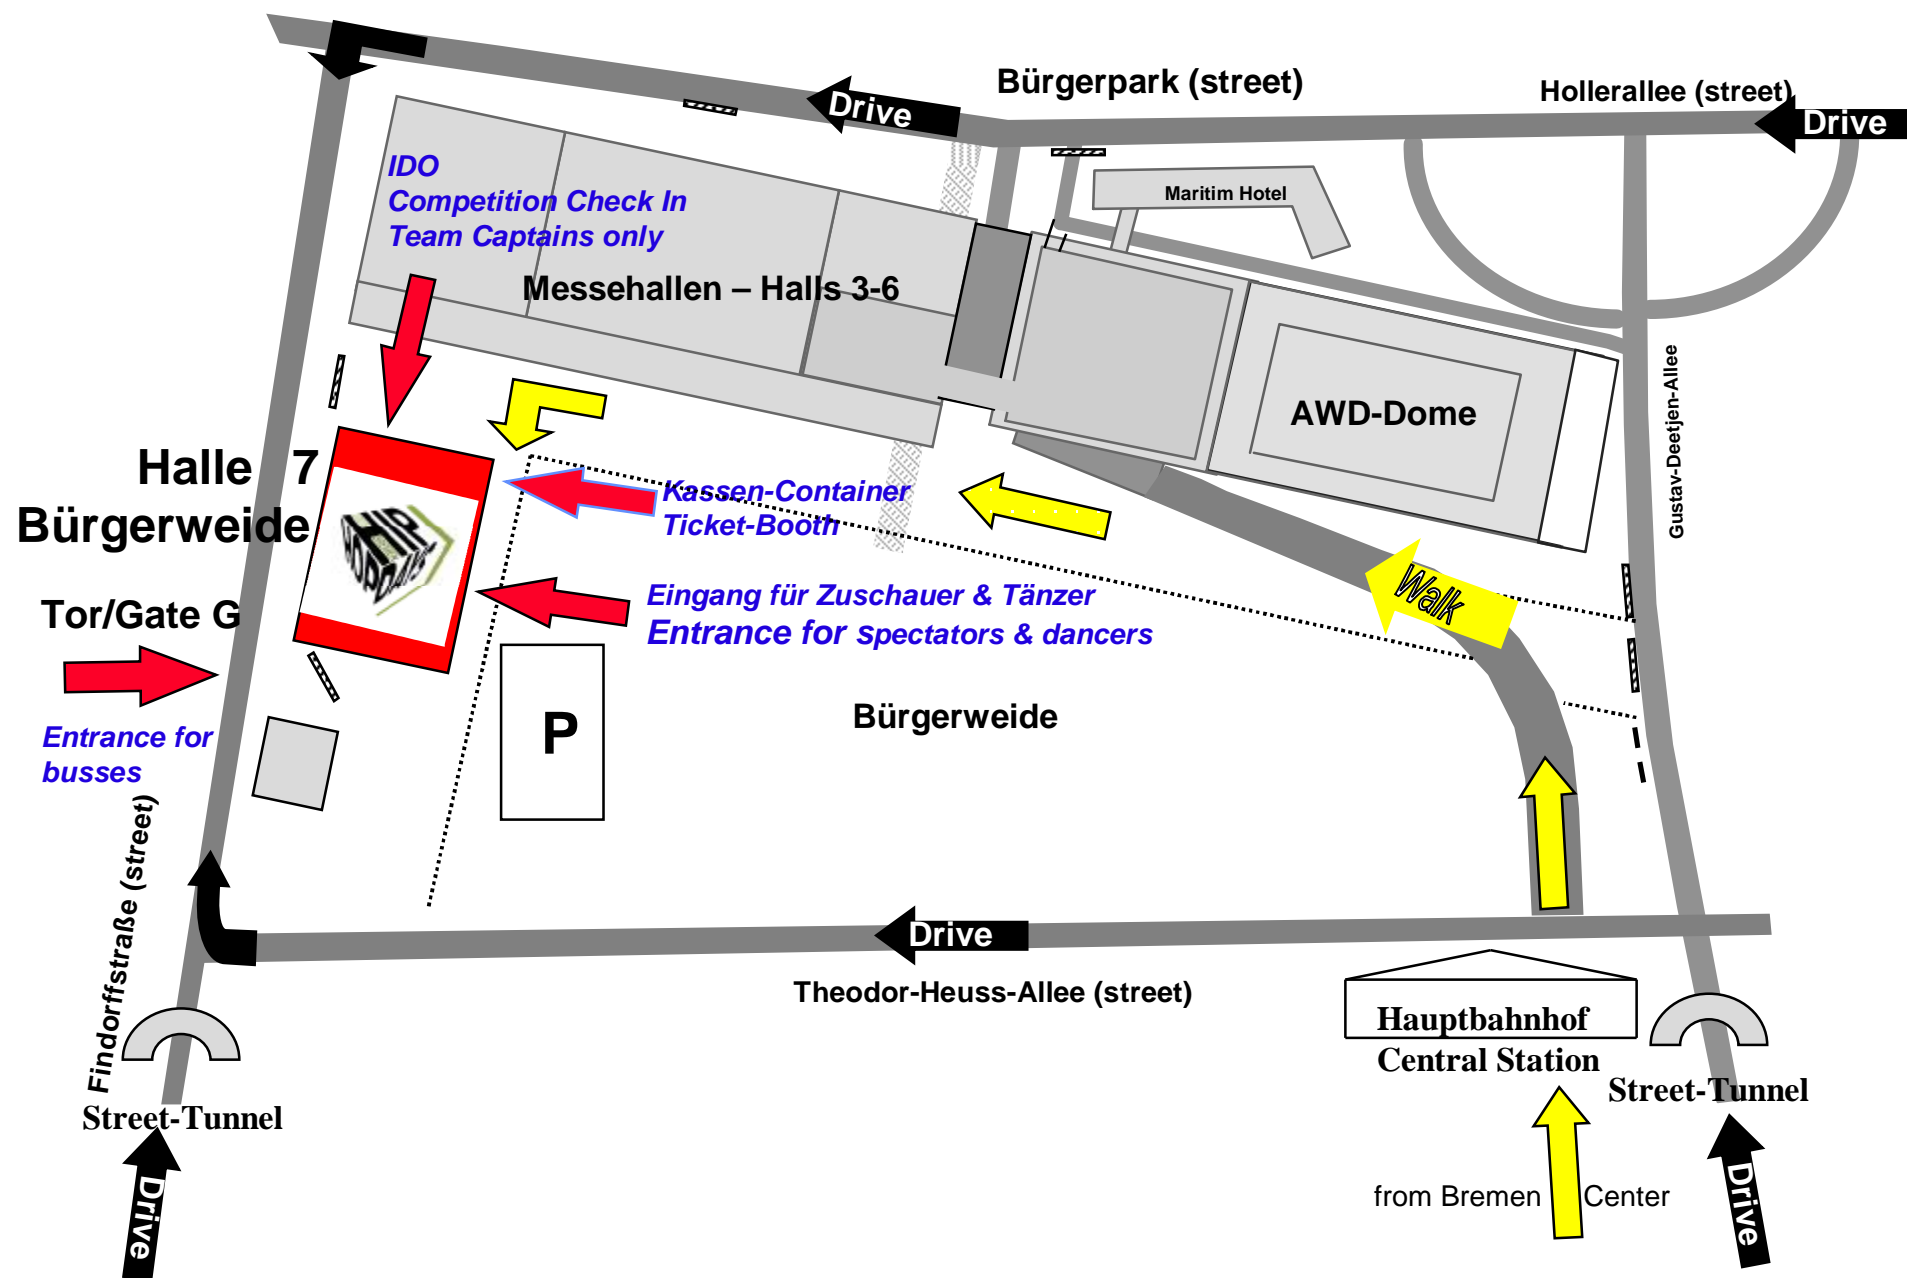 Bürgerpark (street)
Hollerallee (street)
Drive
Drive
IDO
Competition Check In
Team Captains only
Maritim Hotel
Messehallen – Halls 3-6
AWD-Dome
Gustav-Deetjen-Allee
Halle 7
Bürgerweide
HIP
HOPDAYS
Kassen-Container
Ticket-Booth
Walk
Eingang für Zuschauer & Tänzer
Entrance for spectators & dancers
Tor/Gate G
Entrance for
busses
P
Bürgerweide
Findorffstraße (street)
Drive
Theodor-Heuss-Allee (street)
Hauptbahnhof
Central Station
Street-Tunnel
Street-Tunnel
from Bremen Center
Drive
Drive